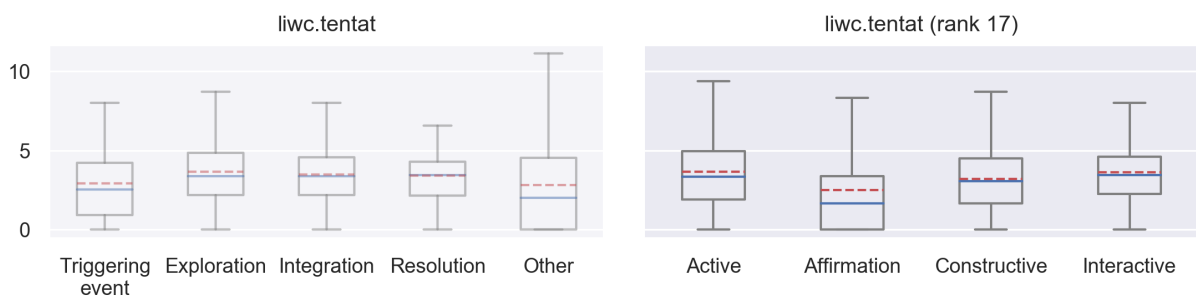 liwc.tentat
liwc.tentat (rank 17)
10
5
0
Triggering event
Exploration
Integration
Resolution
Other
Active
Affirmation
Constructive
Interactive